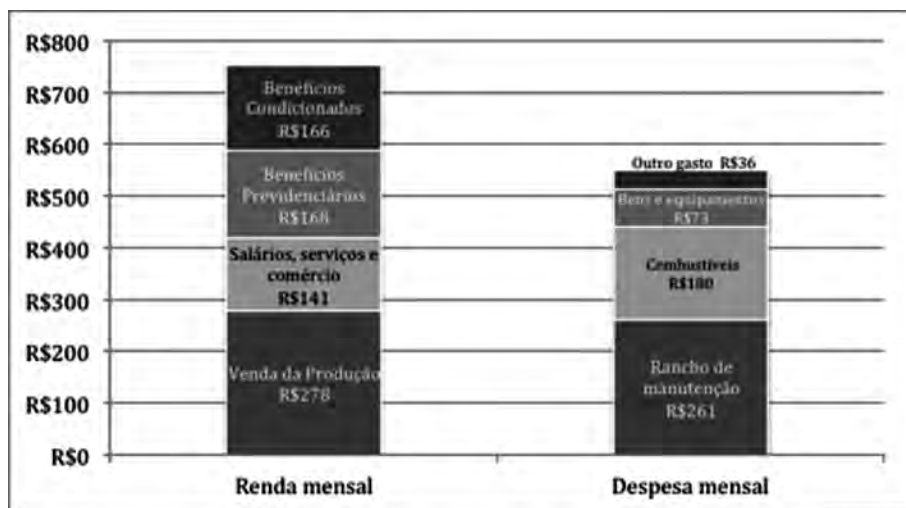 R$800
R$700
R$600
R$500
R$400
R$300
R$200
R$100
R$0
Benefícios
Condicionados
R$166
Benefícios
Previdenciários
R$168
Salários, serviços e
comércio
R$141
Venda da Produção
R$278
Outro gasto R$36
Bens e equipamentos
R$73
Combustíveis
R$180
Rancho de
manutenção
R$261
Renda mensal
Despesa mensal